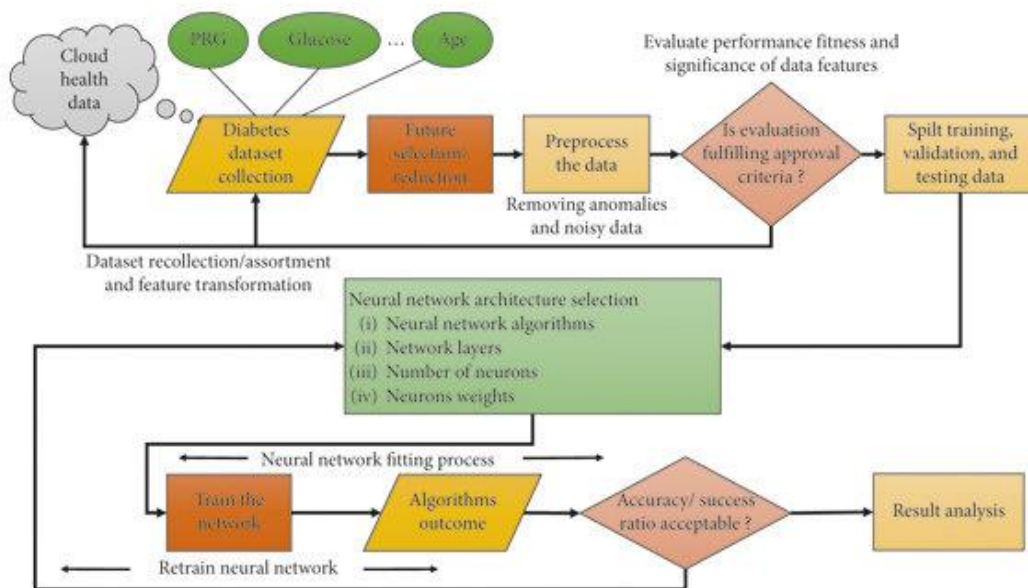 PRG
Glucose
...
Age
Cloud
health
data
Diabetes
dataset
collection
Future
selection/
reduction
Preprocess
the data
Removing anomalies
and noisy data
Evaluate performance fitness and
significance of data features
Is evaluation
fulfilling approval
criteria ?
Spilt training,
validation, and
testing data
Dataset recollection/assortment
and feature transformation
Neural network architecture selection
(i) Neural network algorithms
(ii) Network layers
(iii) Number of neurons
(iv) Neurons weights
Neural network fitting process
Train the
network
Algorithms
outcome
Accuracy/ success
ratio acceptable ?
Result analysis
Retrain neural network